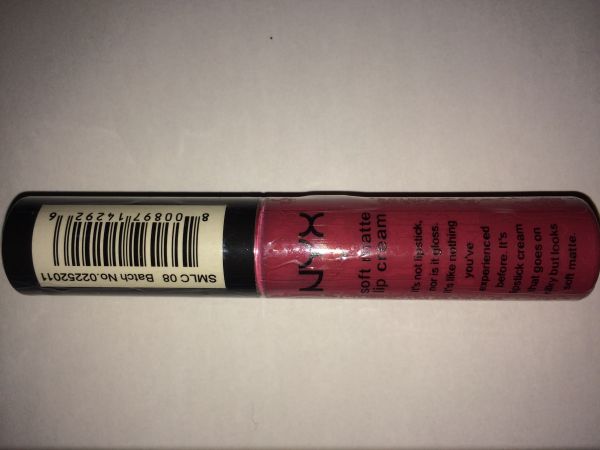 NYX
soft matte
lip cream
It's not lipstick,
nor is it gloss.
It's like nothing
you've
experienced
before. It's
lipstick cream
that goes on
silky but looks
soft matte.
8 00897 14292 6
SMLC 08 Batch No.02252011